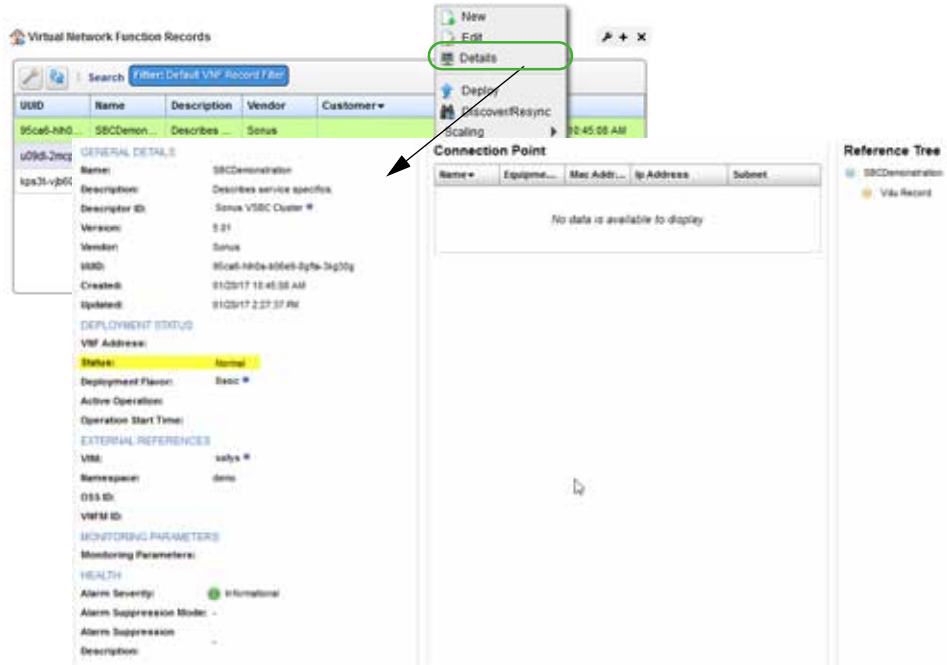 Virtual Network Function Records
New
Edit
Details
Deploy
Discover/Resync
Scaling
Search Filter: Default VNF Record Filter
UUID Name Description Vendor Customer
SBCDemon... Describes ... Sonus 10:45:08 AM
GENERAL DETAILS
Name: SBCDemonstration
Description: Describes service specifics.
Descriptor ID: Sonus VSBC Cluster
Version: 5.01
Vendor: Sonus
UUID:
Created: 01/20/17 10:45:08 AM
Updated: 01/20/17 2:27:37 PM
DEPLOYMENT STATUS
VNF Address:
Status: Normal
Deployment Flavor: Basic
Active Operation:
Operation Start Time:
EXTERNAL REFERENCES
VIM: sallys
Namespace: demo
OSS ID:
VNFM ID:
MONITORING PARAMETERS
Monitoring Parameters:
HEALTH
Alarm Severity: Informational
Alarm Suppression Mode: -
Alarm Suppression
Description: -
Connection Point
Name Equipme... Mac Addr... Ip Address Subnet
No data is available to display
Reference Tree
SBCDemonstration
Vdu Record